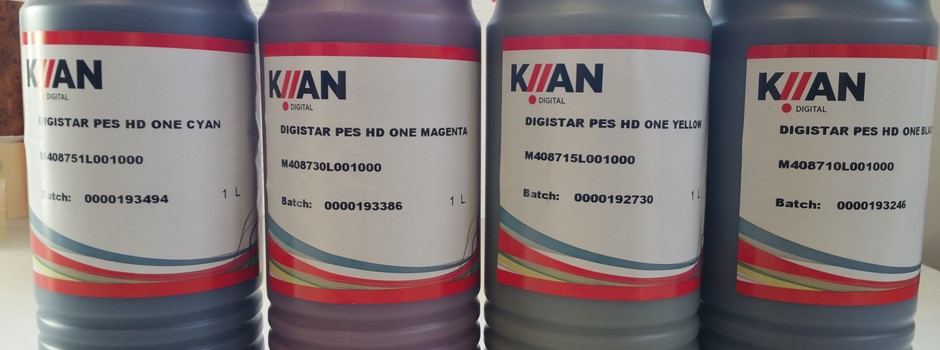 KIIAN
DIGITAL
DIGISTAR PES HD ONE CYAN
M408751L001000
Batch: 0000193494
1 L
KIIAN
DIGITAL
DIGISTAR PES HD ONE MAGENTA
M408730L001000
Batch: 0000193386
1 L
KIIAN
DIGITAL
DIGISTAR PES HD ONE YELLOW
M408715L001000
Batch: 0000192730
1 L
KIIAN
DIGITAL
DIGISTAR PES HD ONE BLAC
M408710L001000
Batch: 0000193246